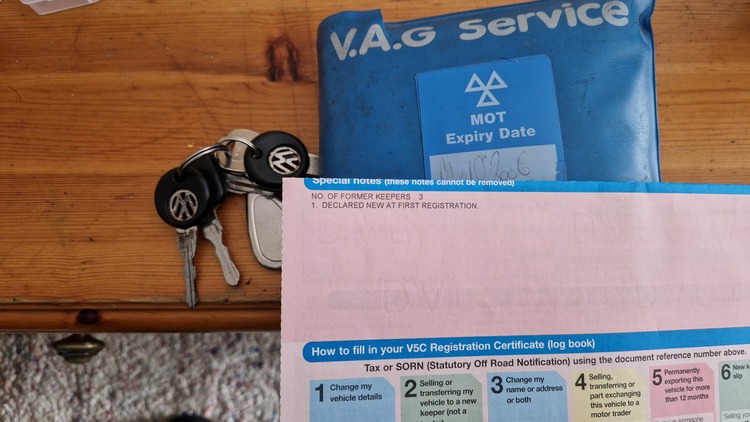 V.A.G Service
MOT
Expiry Date
Special notes (these notes cannot be removed)
NO. OF FORMER KEEPERS 3
1. DECLARED NEW AT FIRST REGISTRATION.
How to fill in your V5C Registration Certificate (log book)
Tax or SORN (Statutory Off Road Notification) using the document reference number above.
1 Change my
vehicle details
2 Selling or
transferring my
vehicle to a new
keeper (not a
3 Change my
name or address
or both
4 Selling,
transferring or
part exchanging
this vehicle to a
motor trader
5 Permanently
exporting this
vehicle for more
than 12 months
6 New k
slip